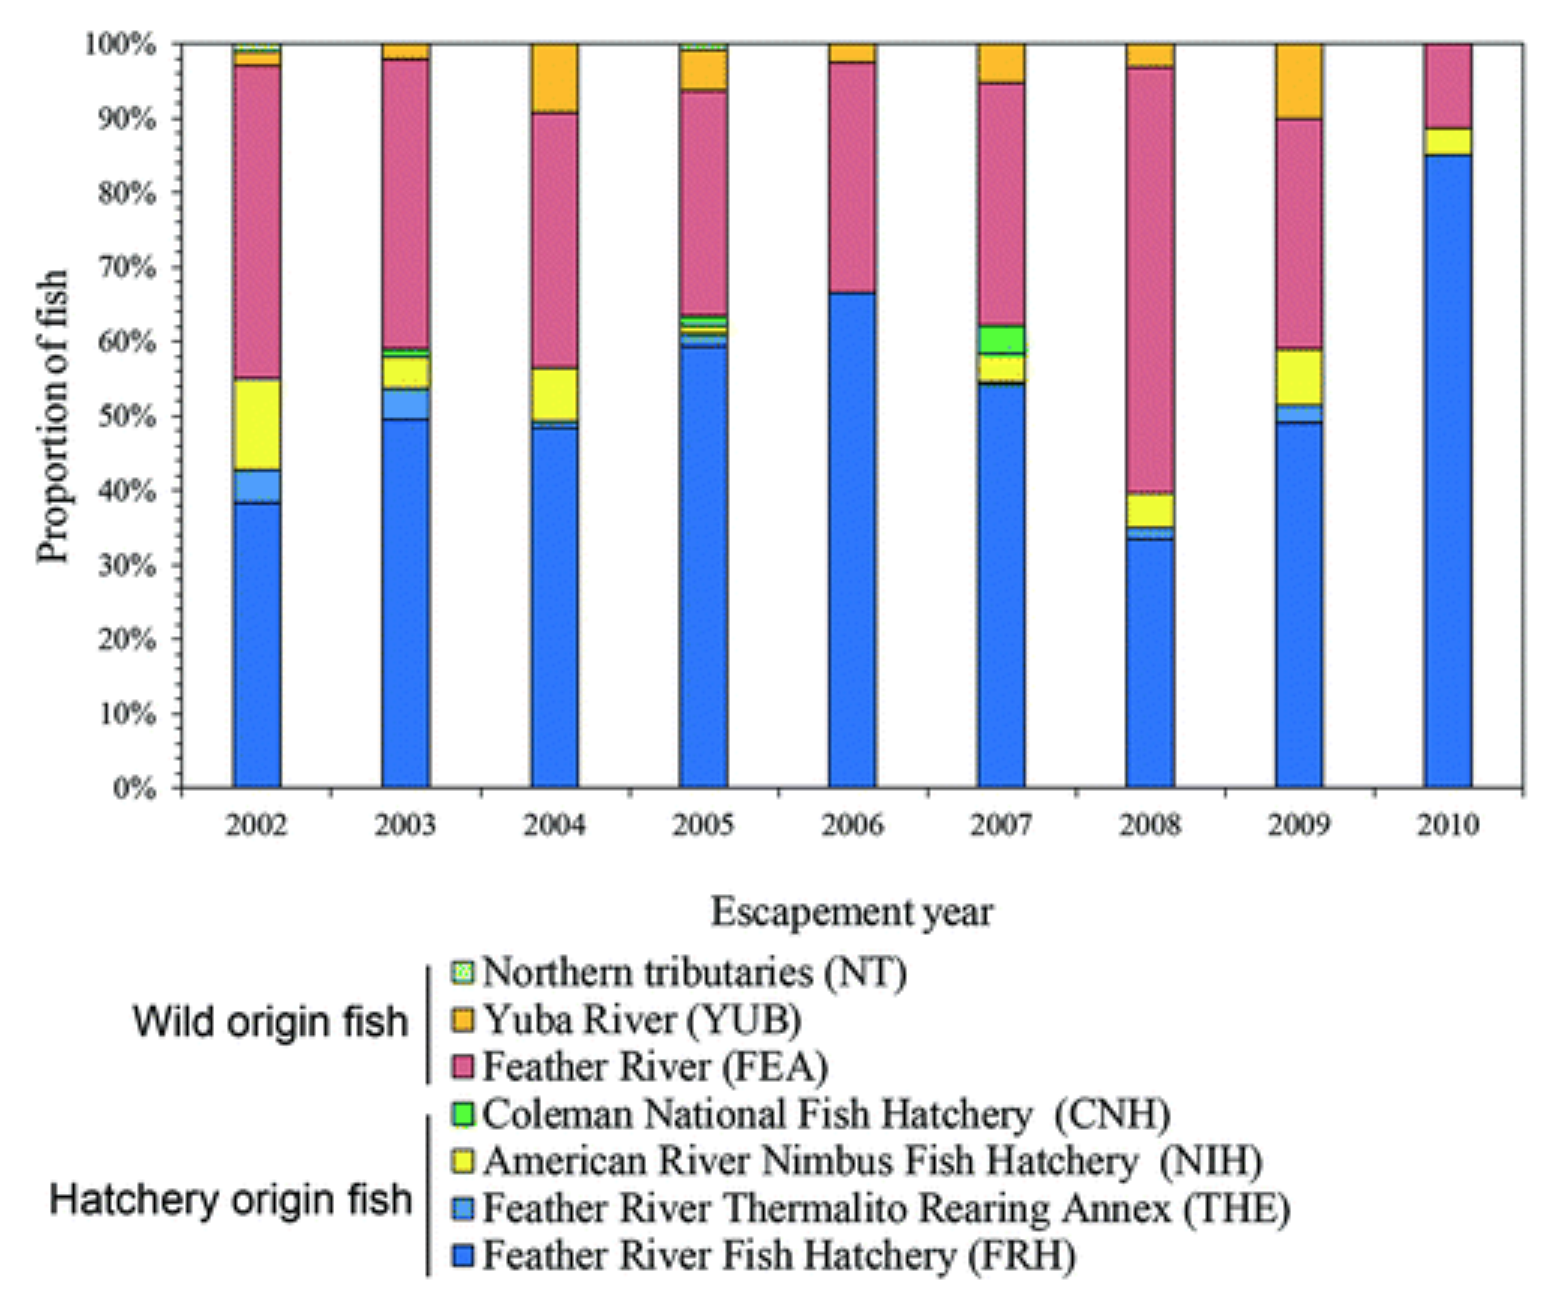 100%
90%
80%
70%
60%
50%
40%
30%
20%
10%
0%
Proportion of fish
2002 2003 2004 2005 2006 2007 2008 2009 2010
Escapement year
Wild origin fish
Northern tributaries (NT)
Yuba River (YUB)
Feather River (FEA)
Hatchery origin fish
Coleman National Fish Hatchery (CNH)
American River Nimbus Fish Hatchery (NIH)
Feather River Thermalito Rearing Annex (THE)
Feather River Fish Hatchery (FRH)